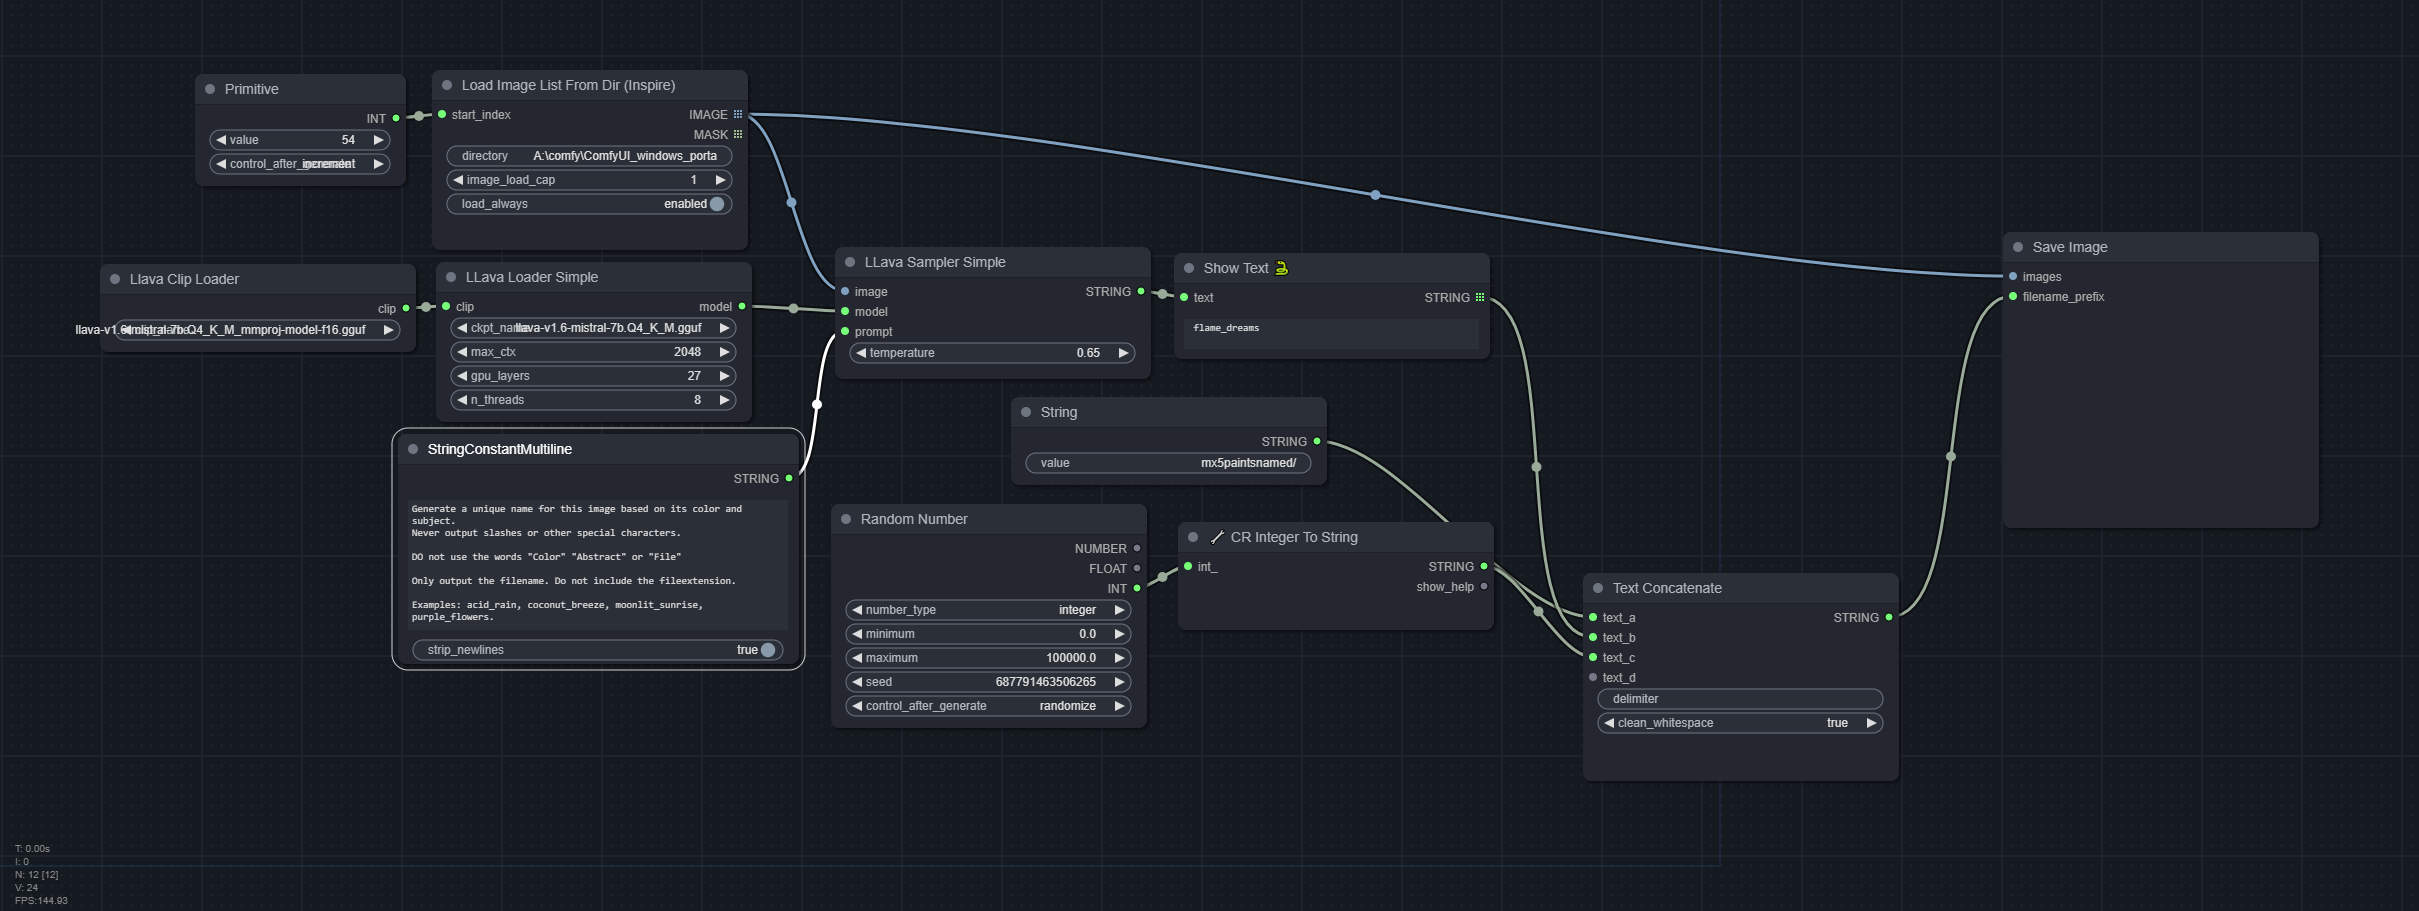 Primitive
INT
value 54
control_after_ increment
Load Image List From Dir (Inspire)
start_index IMAGE
MASK
directory A:\comfy\ComfyUI_windows_porta
image_load_cap 1
load_always enabled
Llava Clip Loader
clip
llava-v1.6-mistral-7b.Q4_K_M_mmproj-model-f16.gguf
LLava Loader Simple
clip model
ckpt_name llava-v1.6-mistral-7b.Q4_K_M.gguf
max_ctx 2048
gpu_layers 27
n_threads 8
StringConstantMultiline
STRING
Generate a unique name for this image based on its color and
subject.
Never output slashes or other special characters.
DO not use the words "Color" "Abstract" or "File"
Only output the filename. Do not include the fileextension.
Examples: acid_rain, coconut_breeze, moonlit_sunrise,
purple_flowers.
strip_newlines true
LLava Sampler Simple
image STRING
model
prompt
temperature 0.65
Show Text 🐍
text STRING
flame_dreams
String
STRING
value mx5paintsnamed/
Random Number
NUMBER
FLOAT
INT
number_type integer
minimum 0.0
maximum 100000.0
seed 687791463506265
control_after_generate randomize
🔧 CR Integer To String
int_ STRING
show_help
Text Concatenate
text_a STRING
text_b
text_c
text_d
delimiter
clean_whitespace true
Save Image
images
filename_prefix
T: 0.00s
I: 0
N: 12 [12]
V: 24
FPS:144.93